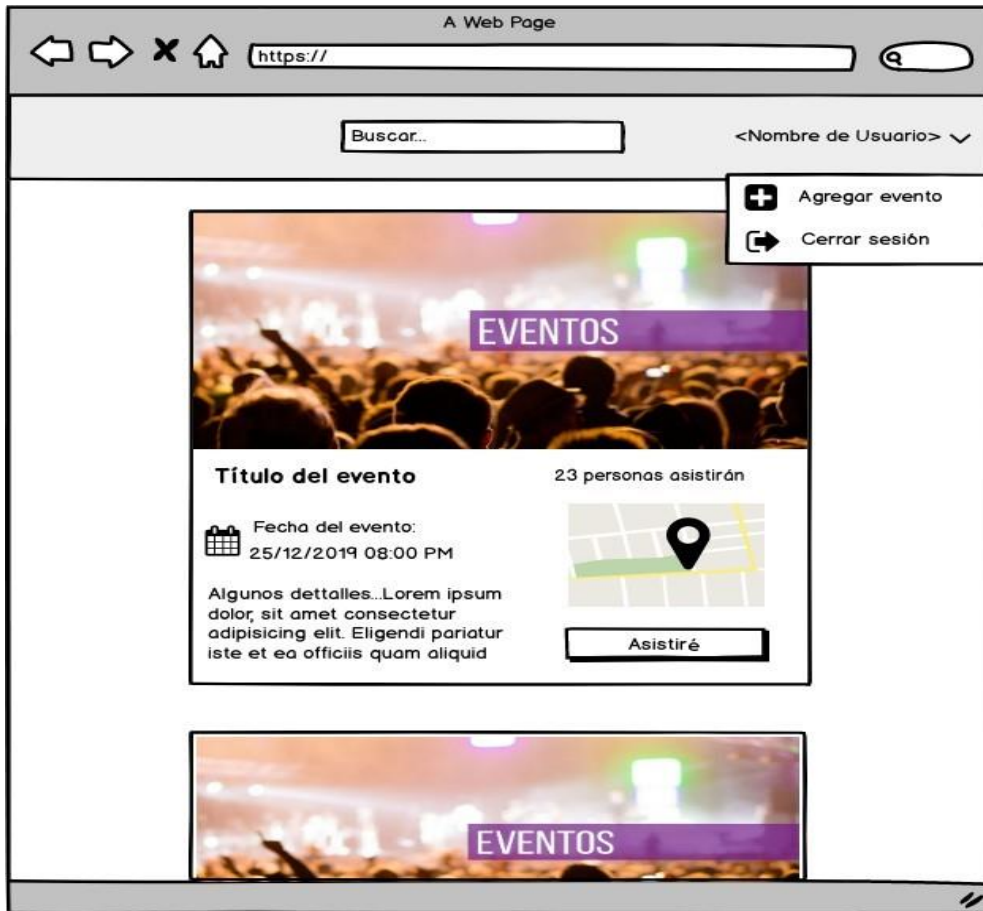 A Web Page
https://
Buscar...
<Nombre de Usuario>
Agregar evento
Cerrar sesión
EVENTOS
Título del evento
23 personas asistirán
Fecha del evento:
25/12/2019 08:00 PM
Algunos dettalles...Lorem ipsum
dolor, sit amet consectetur
adipisicing elit. Eligendi pariatur
iste et ea officiis quam aliquid
Asistiré
EVENTOS